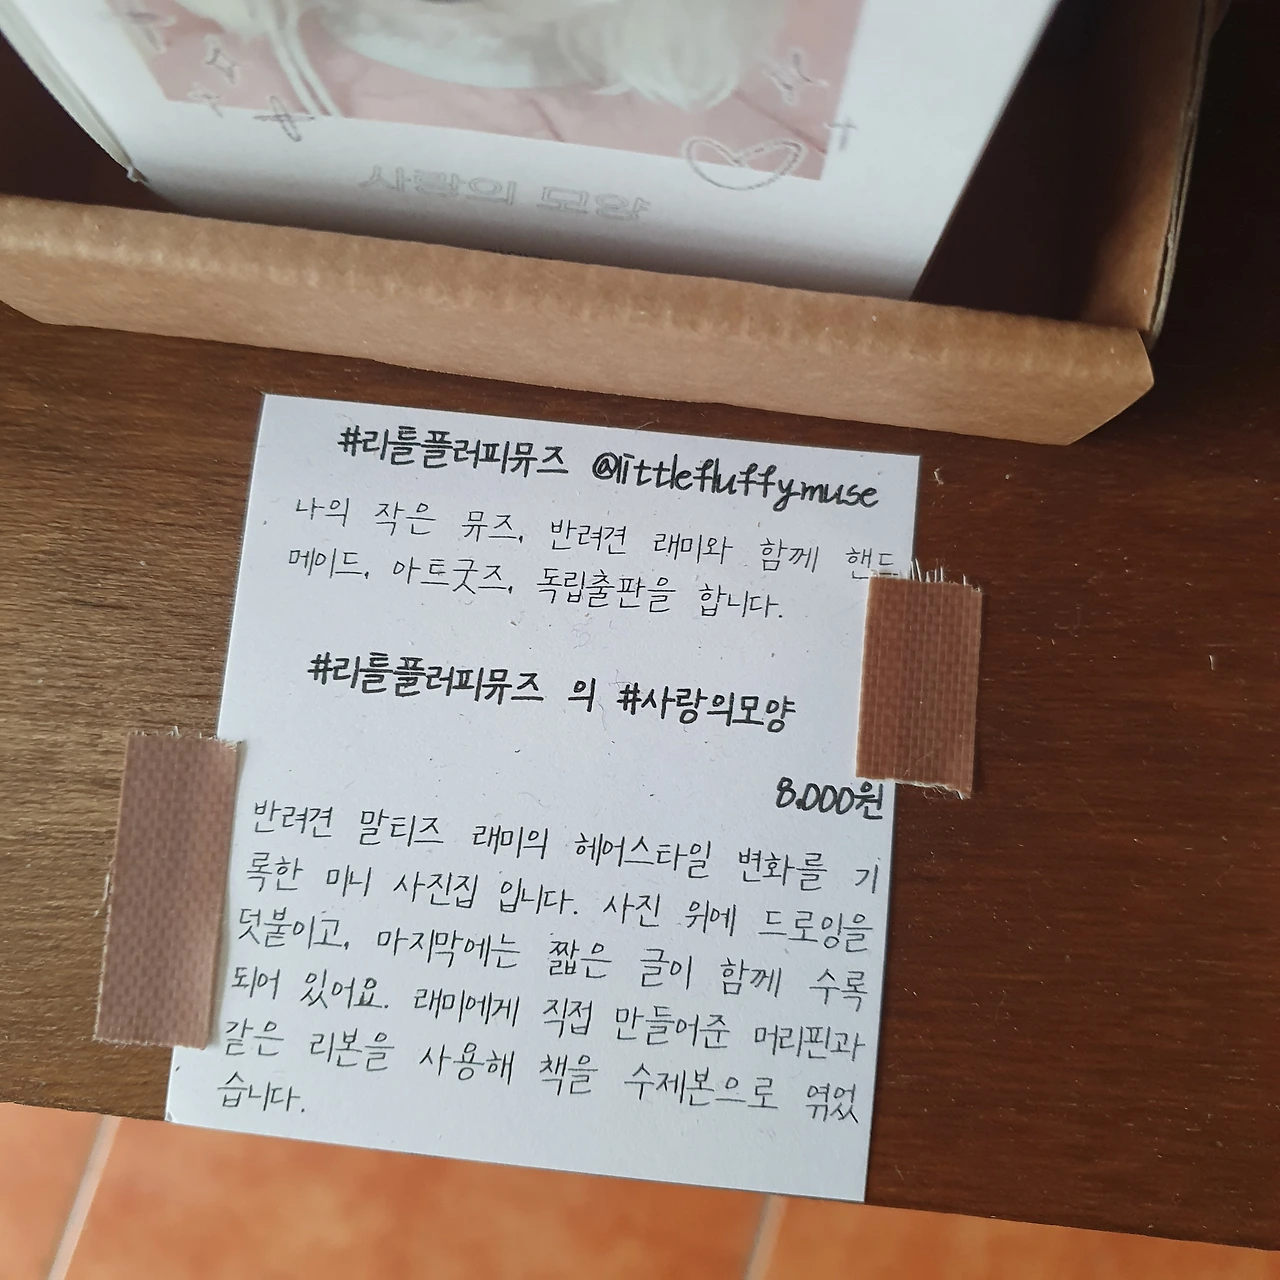 사랑의 모양
#리틀플러피뮤즈 @littlefluffymuse
나의 작은 뮤즈, 반려견 래미와 함께 핸드
메이드, 아트굿즈, 독립출판을 합니다.
#리틀플러피뮤즈 의 #사랑의모양
8,000원
반려견 말티즈 래미의 헤어스타일 변화를 기
록한 미니 사진집 입니다. 사진 위에 드로잉을
덧붙이고, 마지막에는 짧은 글이 함께 수록
되어 있어요. 래미에게 직접 만들어준 머리핀과
같은 리본을 사용해 책을 수제본으로 엮었
습니다.